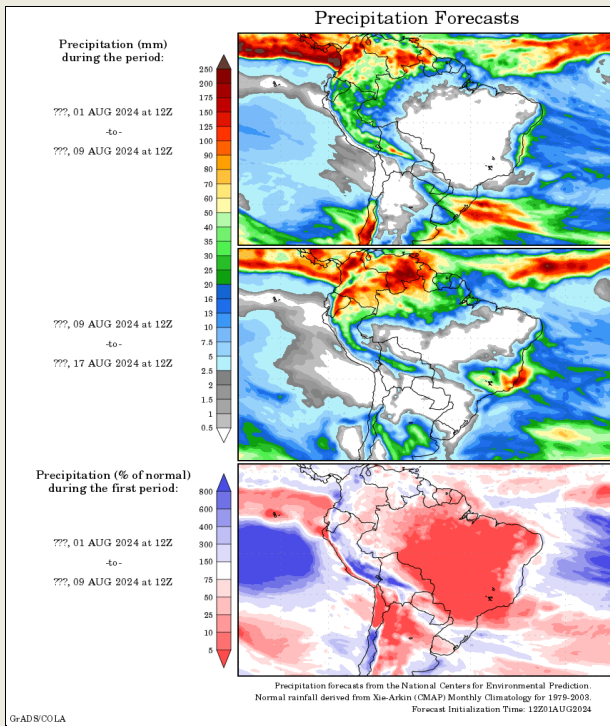 Precipitation Forecasts
Precipitation (mm)
during the period:
???, 01 AUG 2024 at 12Z
-to-
???, 09 AUG 2024 at 12Z
250
200
175
150
125
100
90
80
70
60
50
40
35
30
25
20
16
13
10
7.5
5
2.5
2
1.5
1
0.5
???, 09 AUG 2024 at 12Z
-to-
???, 17 AUG 2024 at 12Z
Precipitation (% of normal)
during the first period:
???, 01 AUG 2024 at 12Z
-to-
???, 09 AUG 2024 at 12Z
800
600
400
300
150
75
50
25
10
5
Precipitation forecasts from the National Centers for Environmental Prediction.
Normal rainfall derived from Xie-Arkin (CMAP) Monthly Climatology for 1979-2003.
Forecast Initialization Time: 12Z01AUG2024
GrADS/COLA